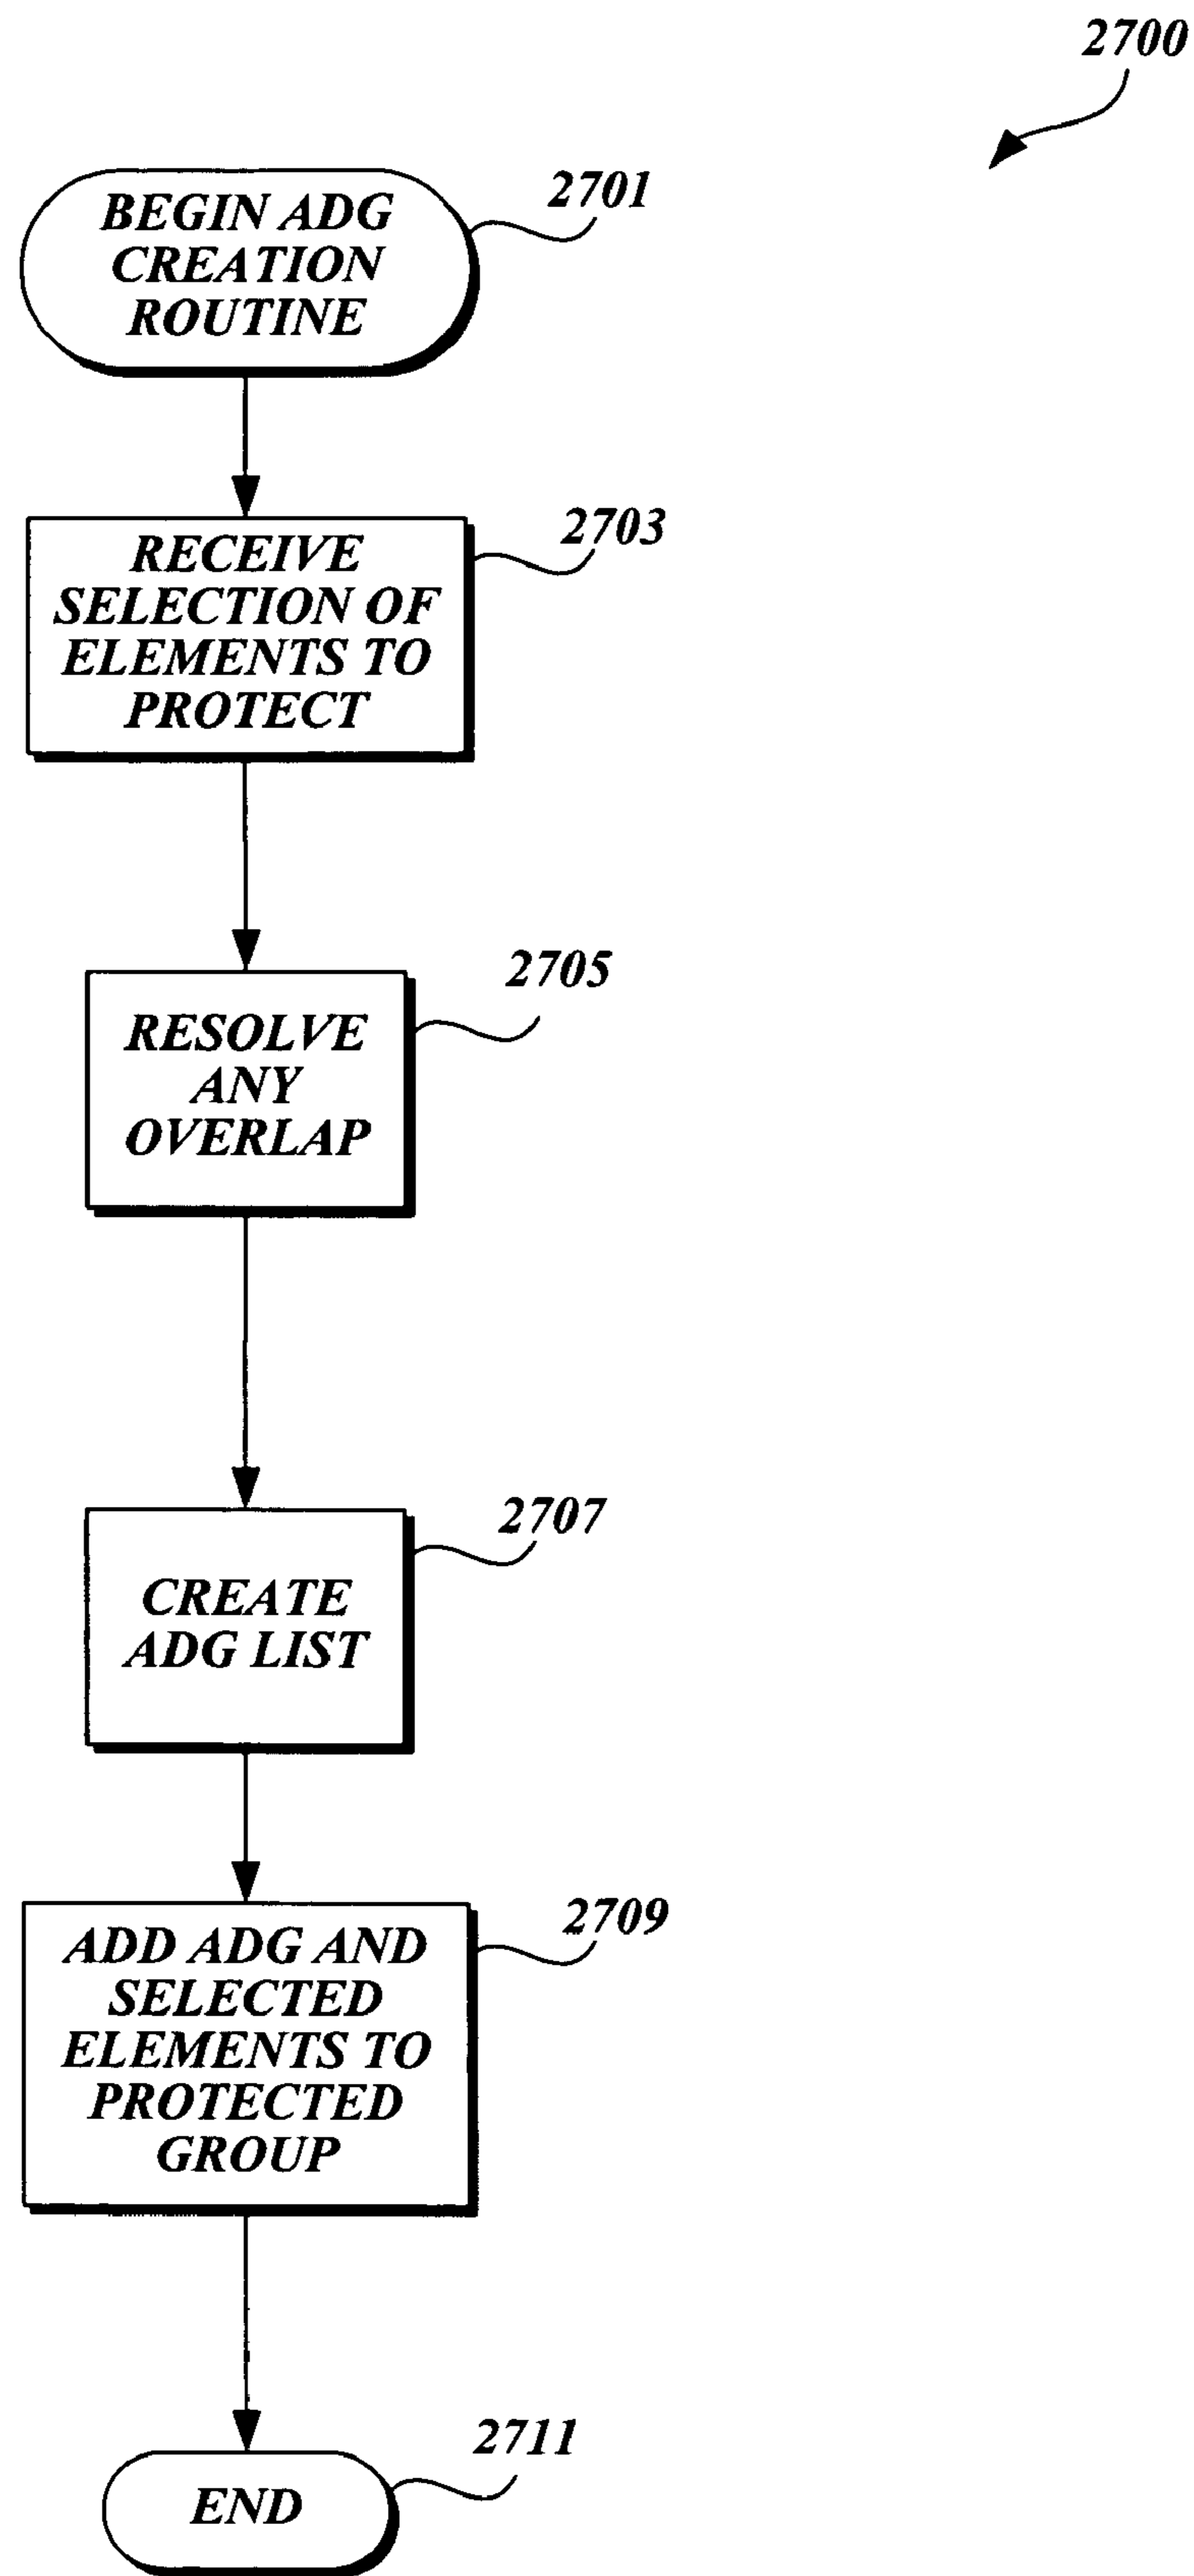 2700
BEGIN ADG
CREATION
ROUTINE
2701
RECEIVE
SELECTION OF
ELEMENTS TO
PROTECT
2703
RESOLVE
ANY
OVERLAP
2705
CREATE
ADG LIST
2707
ADD ADG AND
SELECTED
ELEMENTS TO
PROTECTED
GROUP
2709
END
2711